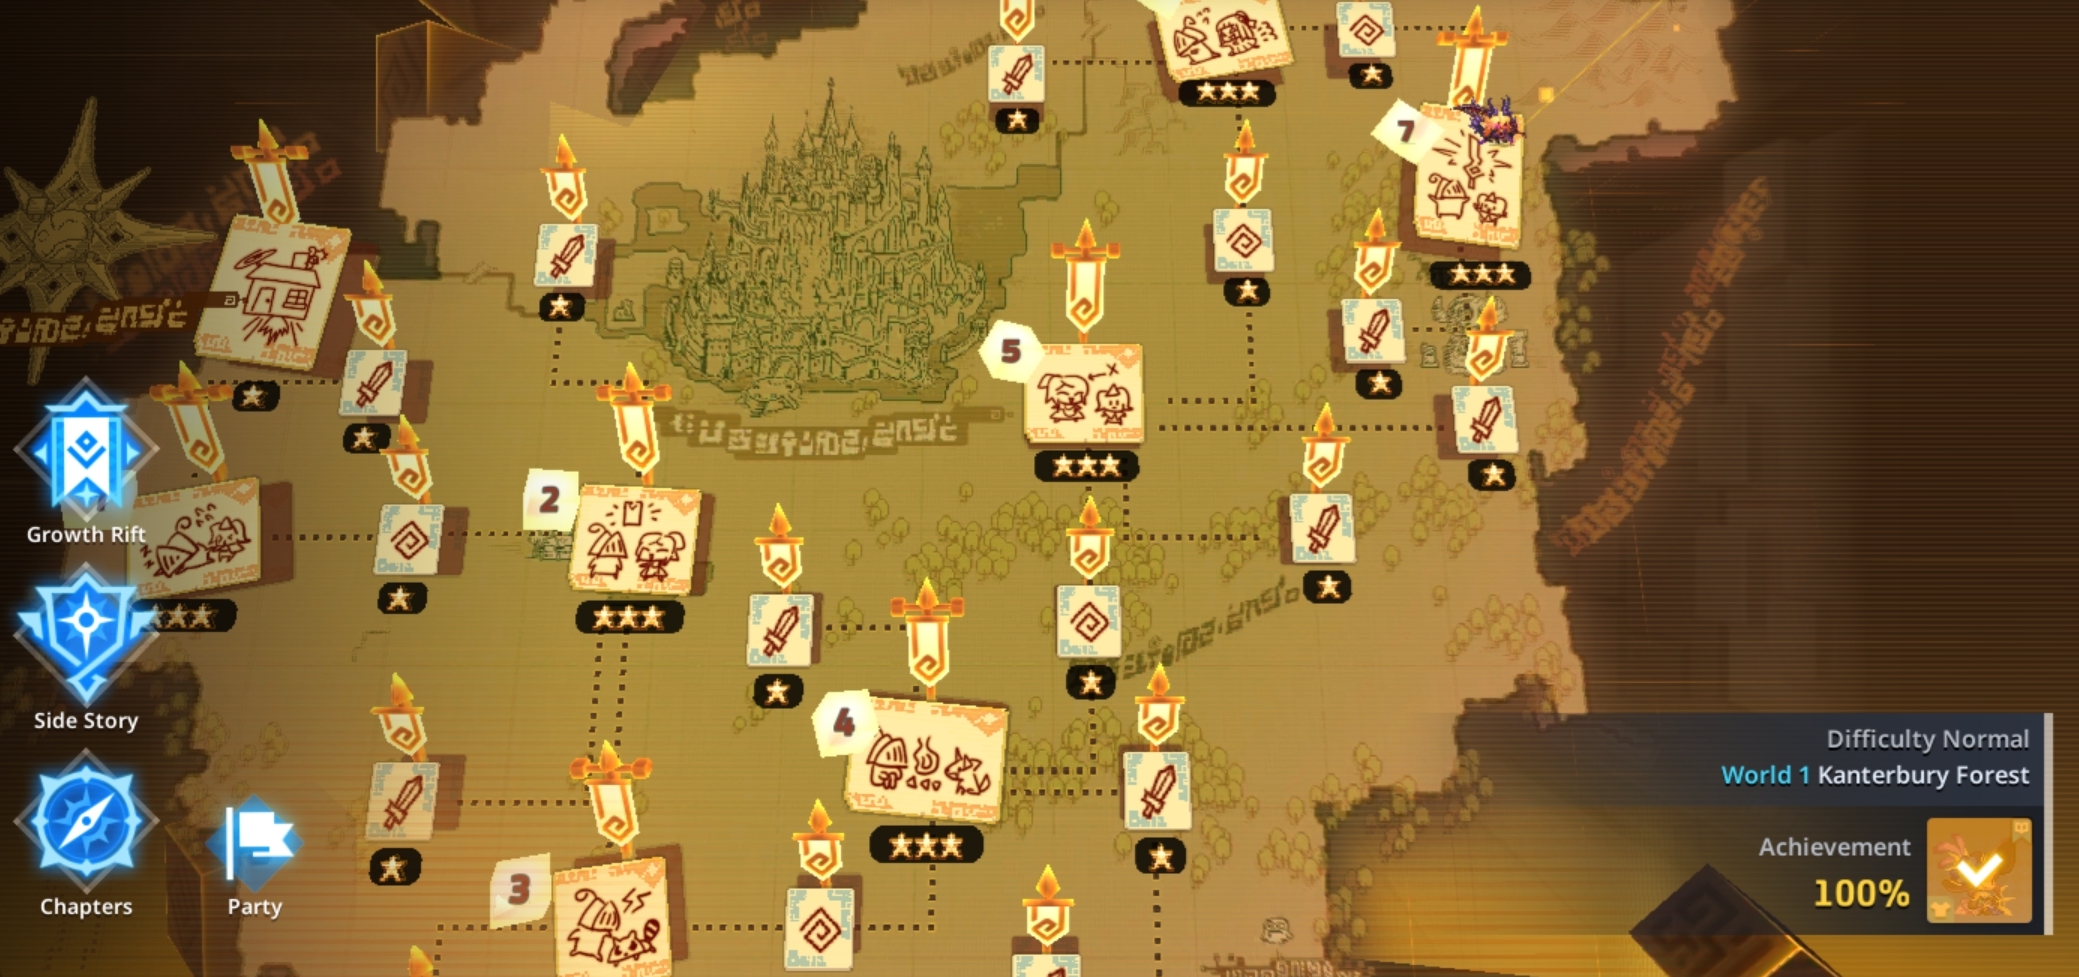 7
5
2
Growth Rift
4
Side Story
Difficulty Normal
World 1 Kanterbury Forest
Achievement
100%
3
Chapters
Party